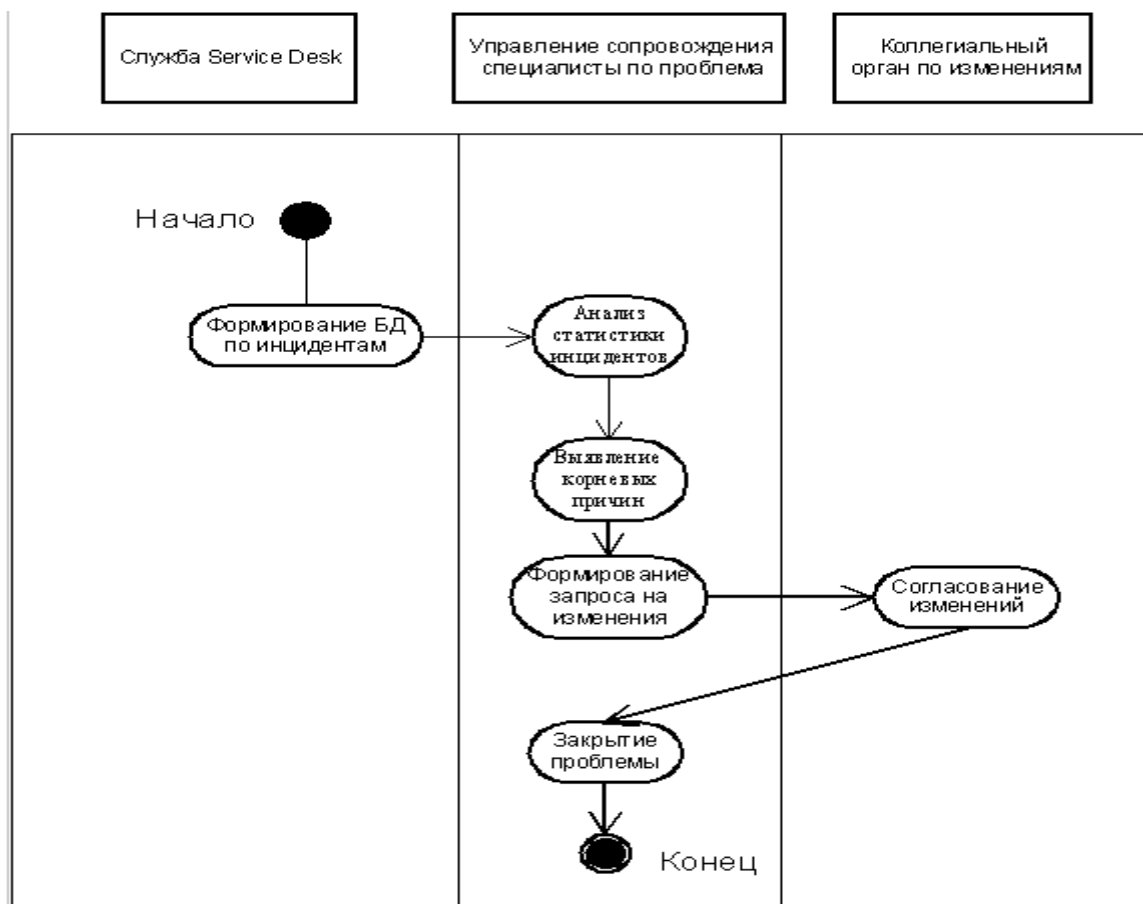 Служба Service Desk
Управление сопровождения
специалисты по проблема
Коллегиальный
орган по изменениям
Начало
Формирование БД
по инцидентам
Анализ
статистики
инцидентов
Выявление
корневых
причин
Формирование
запроса на
изменения
Согласование
изменений
Закрытие
проблемы
Конец